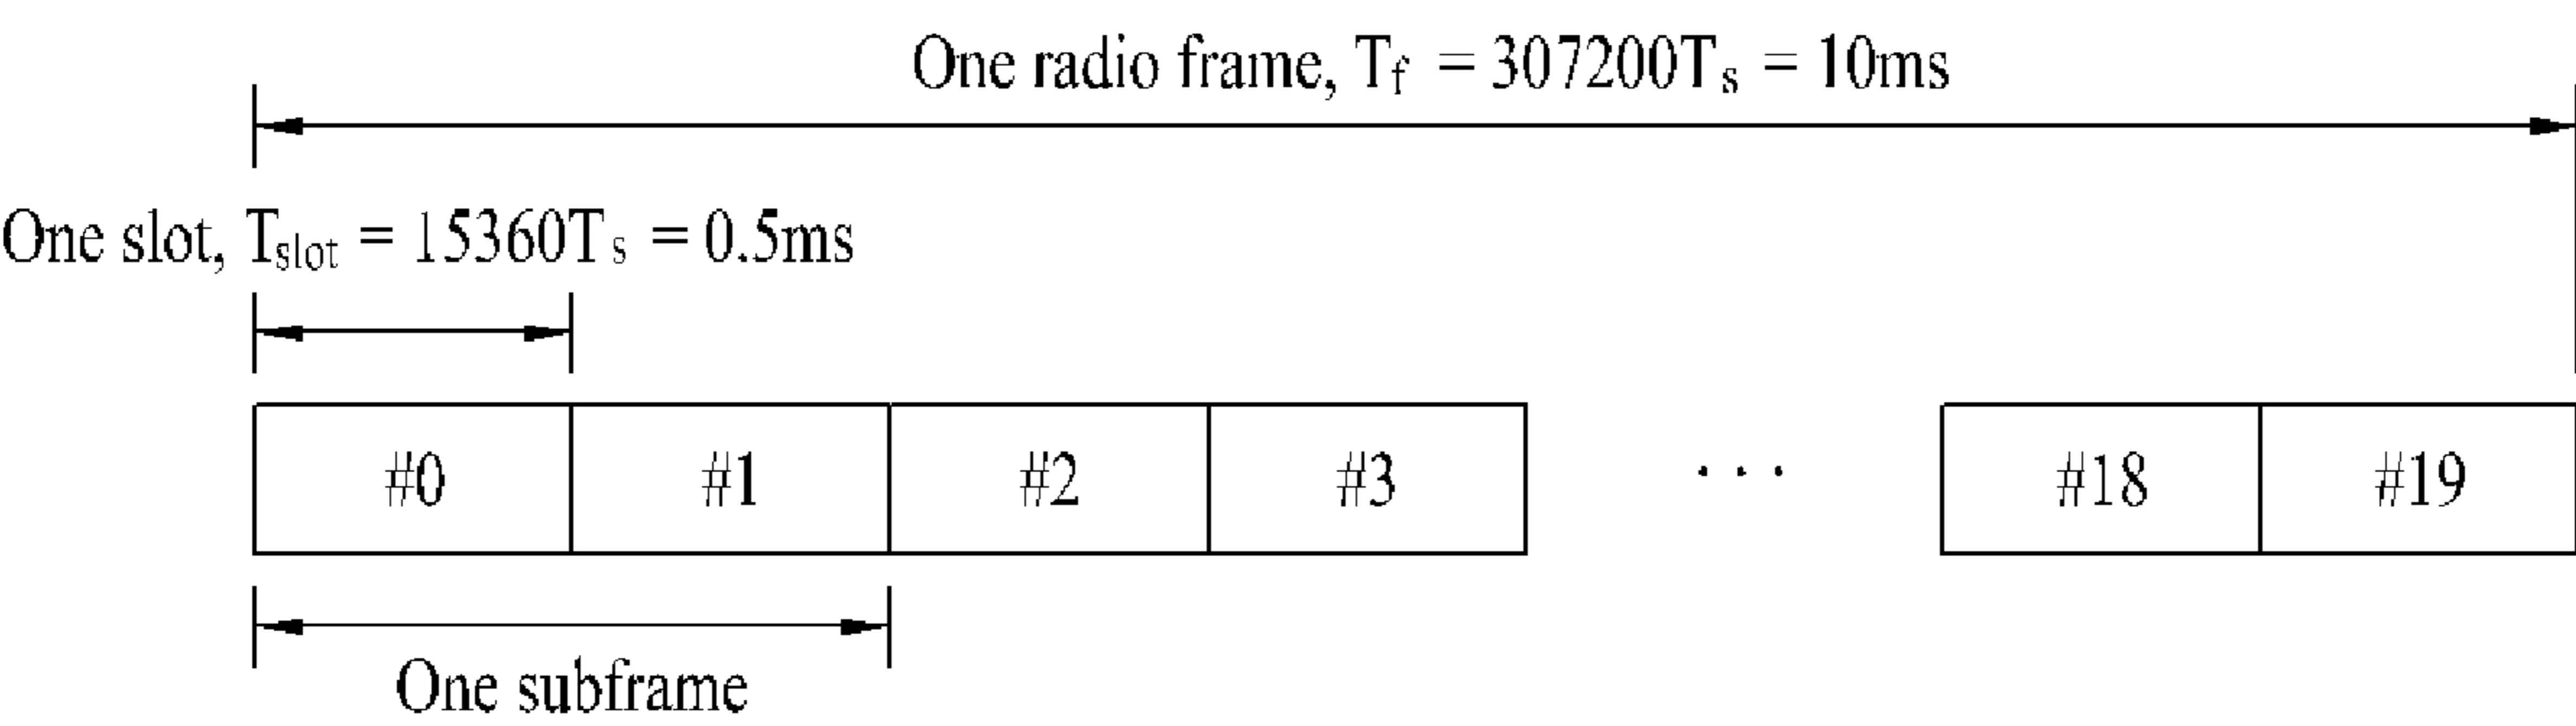 One radio frame, Tf = 307200Ts = 10ms
One slot, Tslot = 15360Ts = 0.5ms
#0 #1 #2 #3 ... #18 #19
One subframe